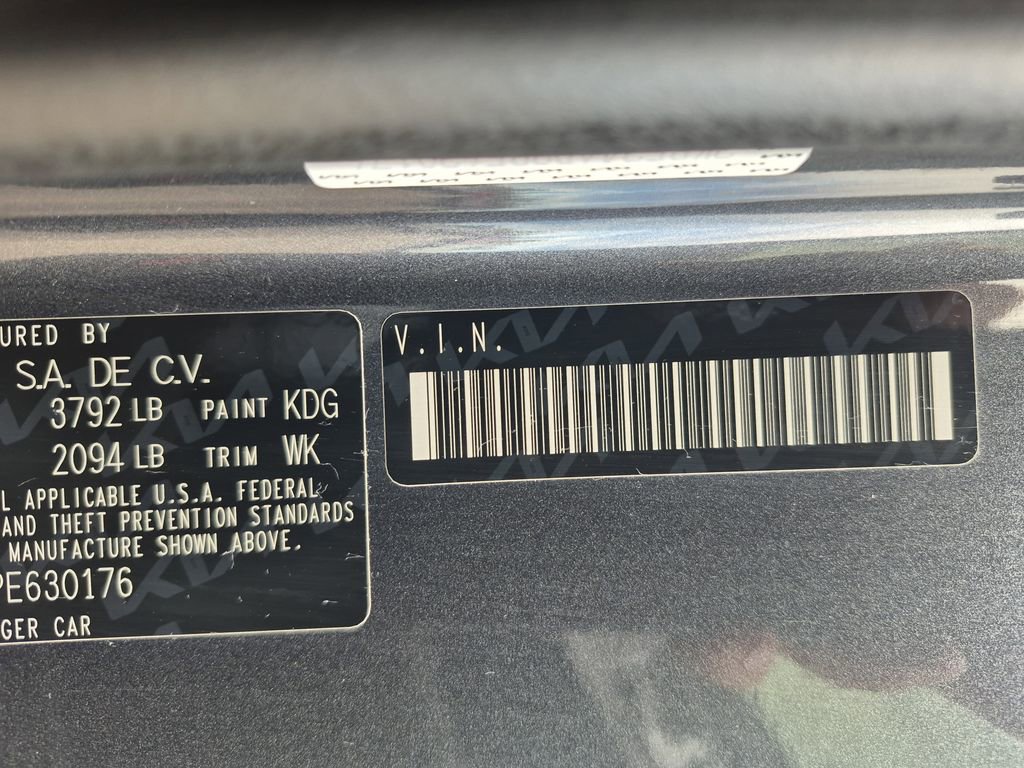 URED BY
S.A. DE C.V.
3792 LB PAINT KDG
2094 LB TRIM WK
L APPLICABLE U.S.A. FEDERAL
AND THEFT PREVENTION STANDARDS
MANUFACTURE SHOWN ABOVE.
PE630176
GER CAR
V.I.N.